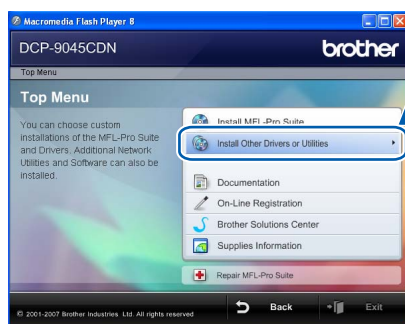 Macromedia Flash Player 8
DCP-9045CDN
brother
Top Menu
Top Menu
You can choose custom
installations of the MFL-Pro Suite
and Drivers. Additional Network
Utilities and Software can also be
installed.
Install MFL-Pro Suite
Install Other Drivers or Utilities
Documentation
On-Line Registration
Brother Solutions Center
Supplies Information
Repair MFL-Pro Suite
© 2001-2007 Brother Industries Ltd. All rights reserved
Back
Exit